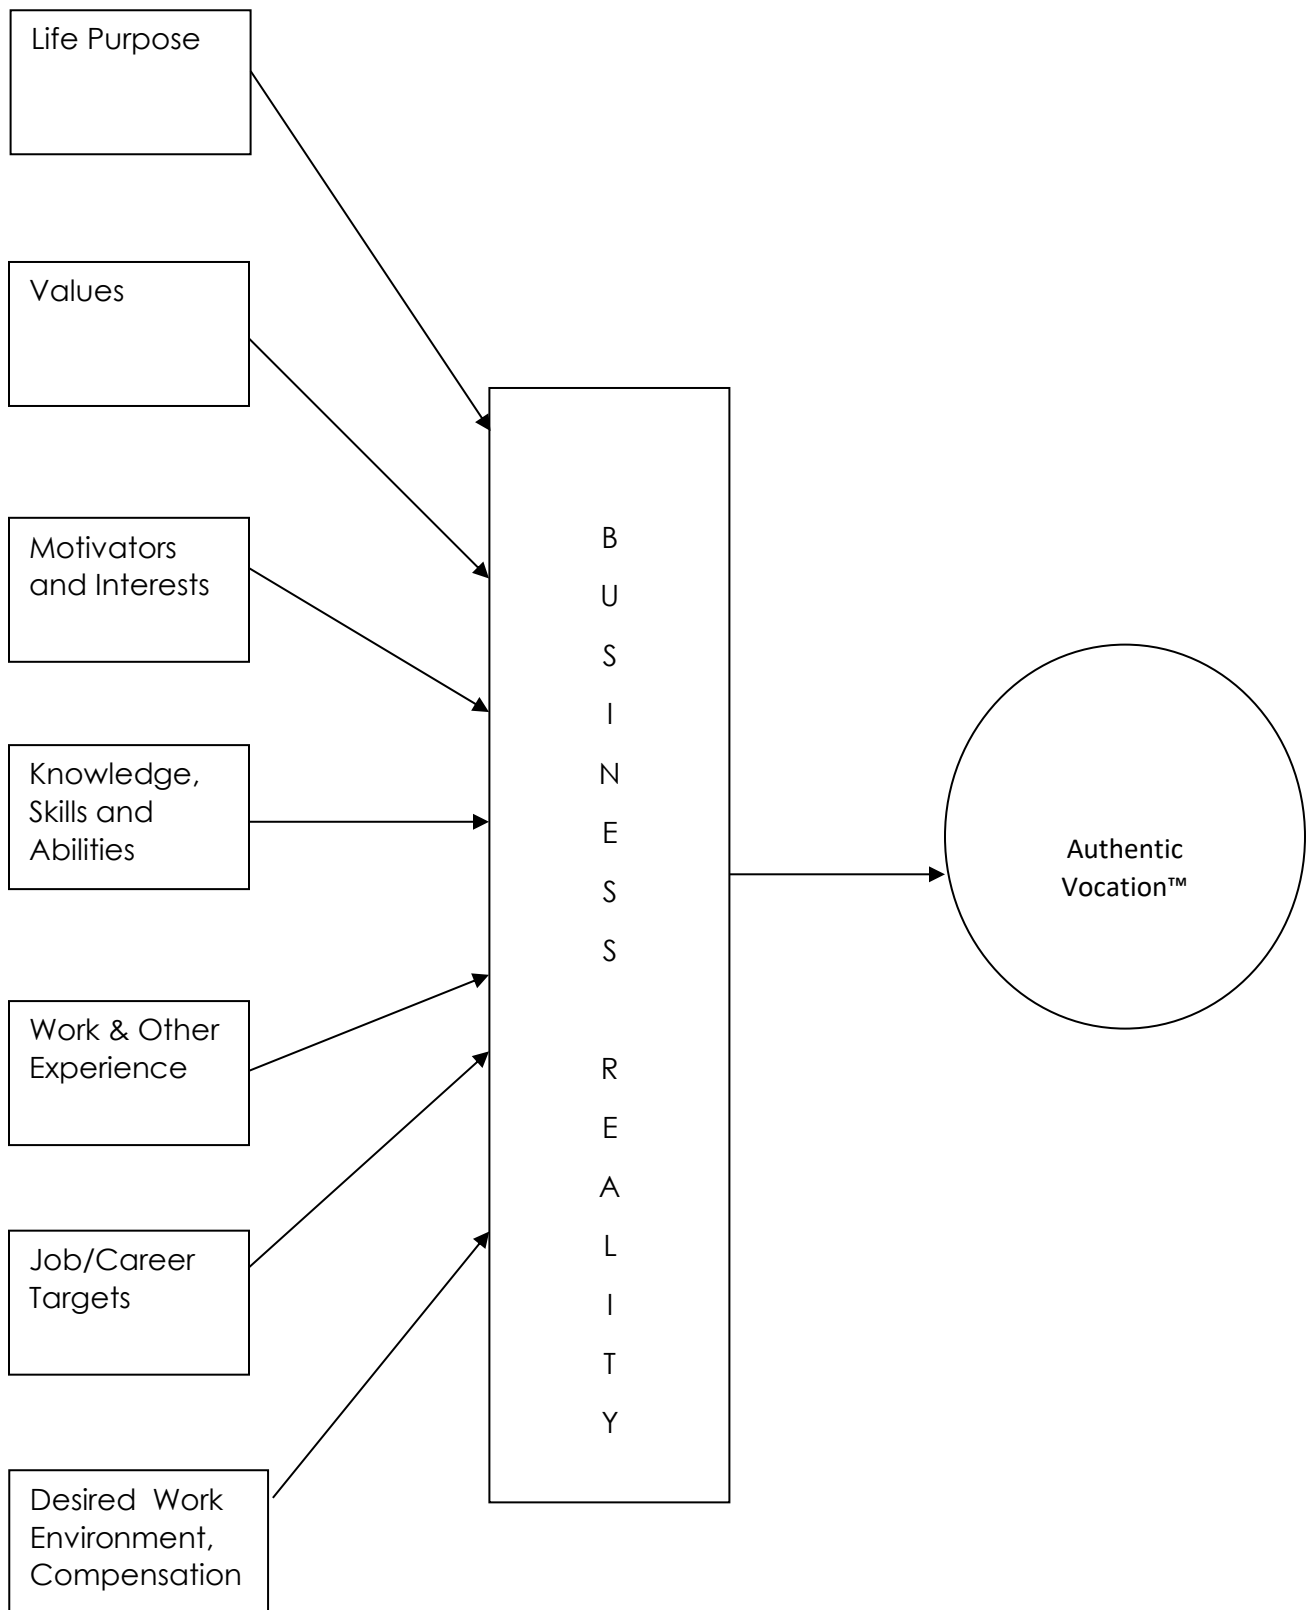 Life Purpose
Values
Motivators
and Interests
Knowledge,
Skills and
Abilities
Work & Other
Experience
Job/Career
Targets
Desired  Work
Environment,
Compensation
B
U
S
I
N
E
S
S
R
E
A
L
I
T
Y
Authentic
Vocation™